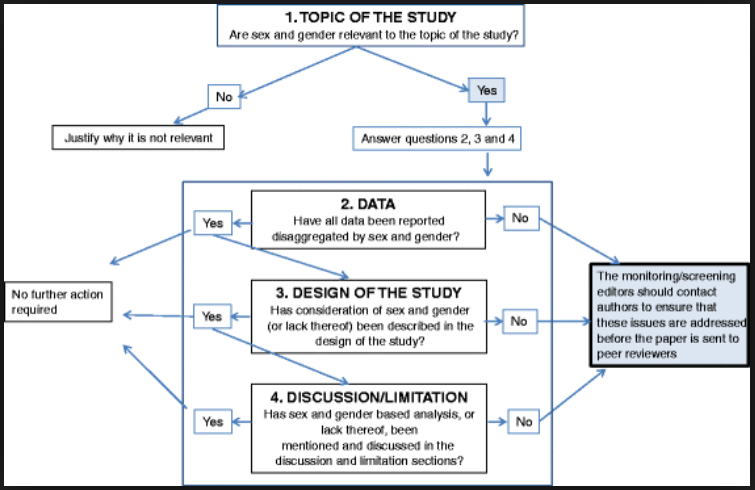 1. TOPIC OF THE STUDY
Are sex and gender relevant to the topic of the study?
No
Yes
Justify why it is not relevant
Answer questions 2, 3 and 4
2. DATA
Have all data been reported
disaggregated by sex and gender?
Yes
No
No further action
required
3. DESIGN OF THE STUDY
Has consideration of sex and gender
(or lack thereof) been described in the
design of the study?
Yes
No
The monitoring/screening
editors should contact
authors to ensure that
these issues are addressed
before the paper is sent to
peer reviewers
4. DISCUSSION/LIMITATION
Has sex and gender based analysis, or
lack thereof, been
mentioned and discussed in the
discussion and limitation sections?
Yes
No